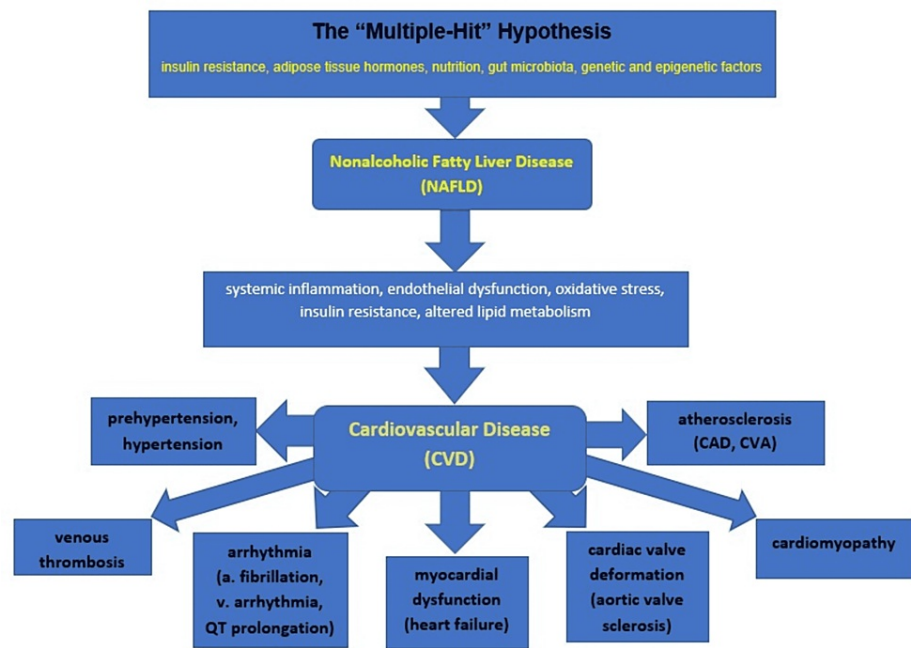 The “Multiple-Hit” Hypothesis
insulin resistance, adipose tissue hormones, nutrition, gut microbiota, genetic and epigenetic factors
Nonalcoholic Fatty Liver Disease
(NAFLD)
systemic inflammation, endothelial dysfunction, oxidative stress,
insulin resistance, altered lipid metabolism
prehypertension,
hypertension
Cardiovascular Disease
(CVD)
atherosclerosis
(CAD, CVA)
venous
thrombosis
arrhythmia
(a. fibrillation,
v. arrhythmia,
QT prolongation)
myocardial
dysfunction
(heart failure)
cardiac valve
deformation
(aortic valve
sclerosis)
cardiomyopathy